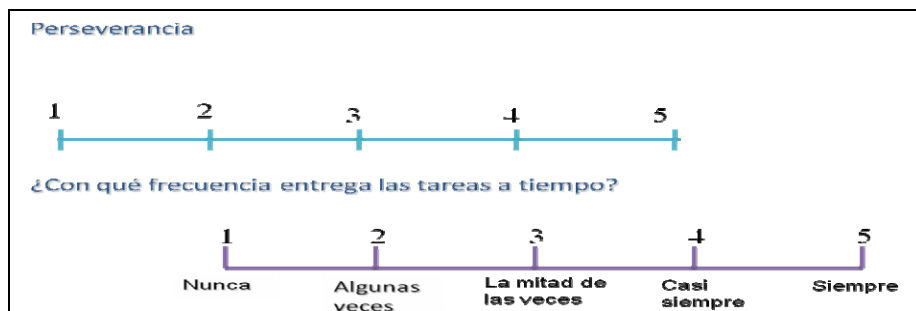 Perseverancia
1 2 3 4 5
¿Con qué frecuencia entrega las tareas a tiempo?
1 2 3 4 5
Nunca Algunas veces La mitad de las veces Casi siempre Siempre